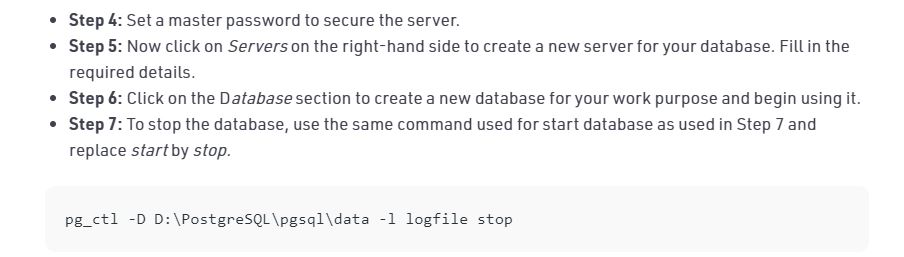 • Step 4: Set a master password to secure the server.
• Step 5: Now click on Servers on the right-hand side to create a new server for your database. Fill in the
required details.
• Step 6: Click on the Database section to create a new database for your work purpose and begin using it.
• Step 7: To stop the database, use the same command used for start database as used in Step 7 and
replace start by stop.
pg_ctl -D D:\PostgreSQL\pgsql\data -l logfile stop